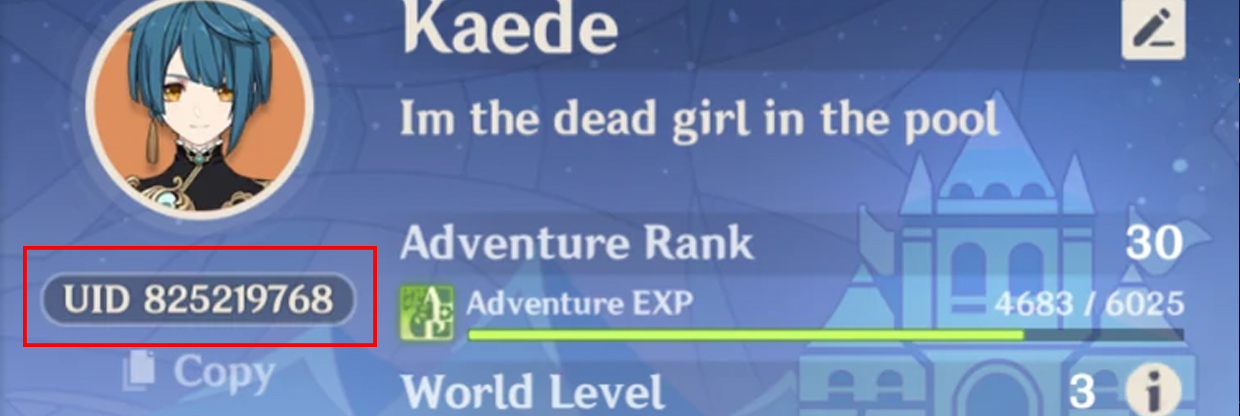 Kaede
Im the dead girl in the pool
Adventure Rank 30
UID 825219768
Adventure EXP 4683 / 6025
Copy
World Level 3